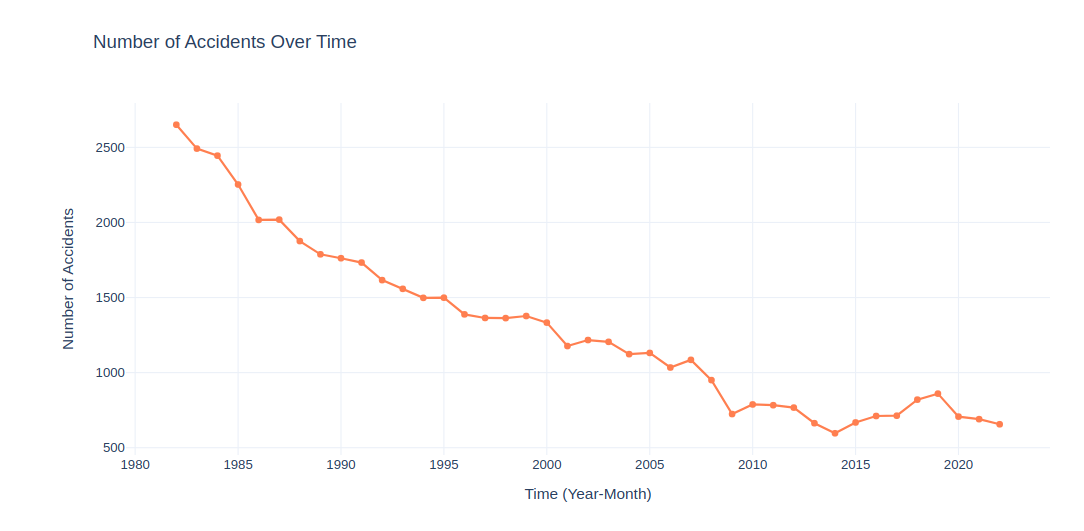 Number of Accidents Over Time
Number of Accidents
2500
2000
1500
1000
500
1980 1985 1990 1995 2000 2005 2010 2015 2020
Time (Year-Month)